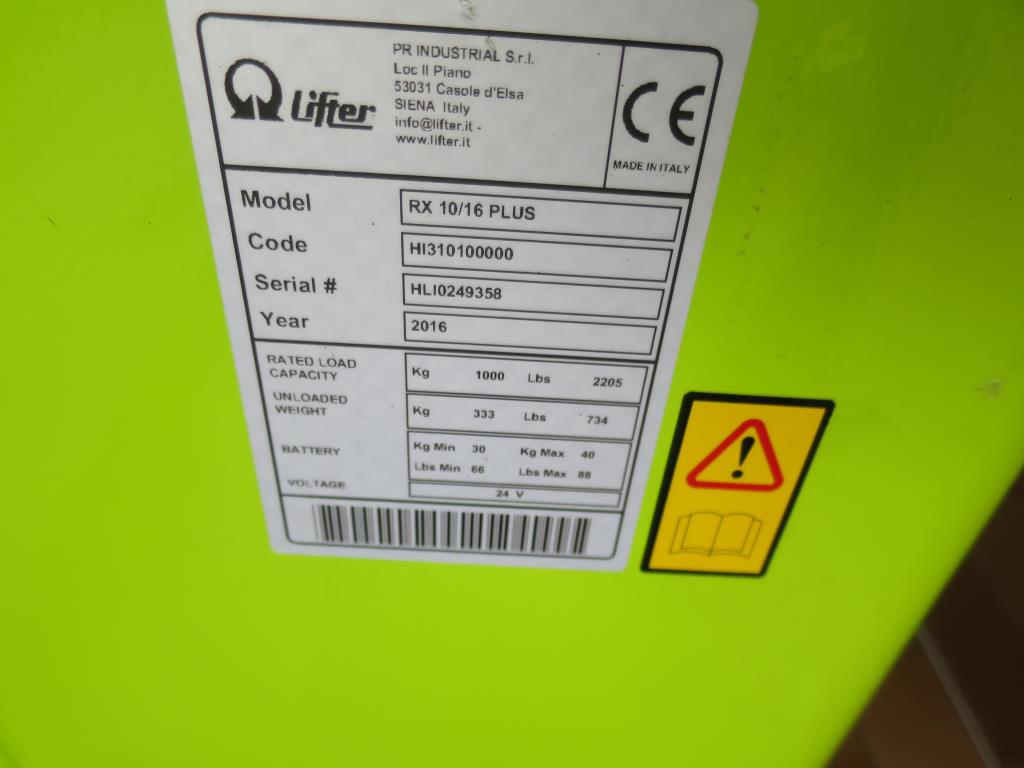 Lifter
PR INDUSTRIAL S.r.l.
Loc Il Piano
53031 Casole d'Elsa
SIENA Italy
info@lifter.it -
www.lifter.it
CE
MADE IN ITALY
Model RX 10/16 PLUS
Code HI310100000
Serial # HLI0249358
Year 2016
RATED LOAD CAPACITY Kg 1000 Lbs 2205
UNLOADED WEIGHT Kg 333 Lbs 734
BATTERY Kg Min 30 Kg Max 40
Lbs Min 66 Lbs Max 88
VOLTAGE 24 V